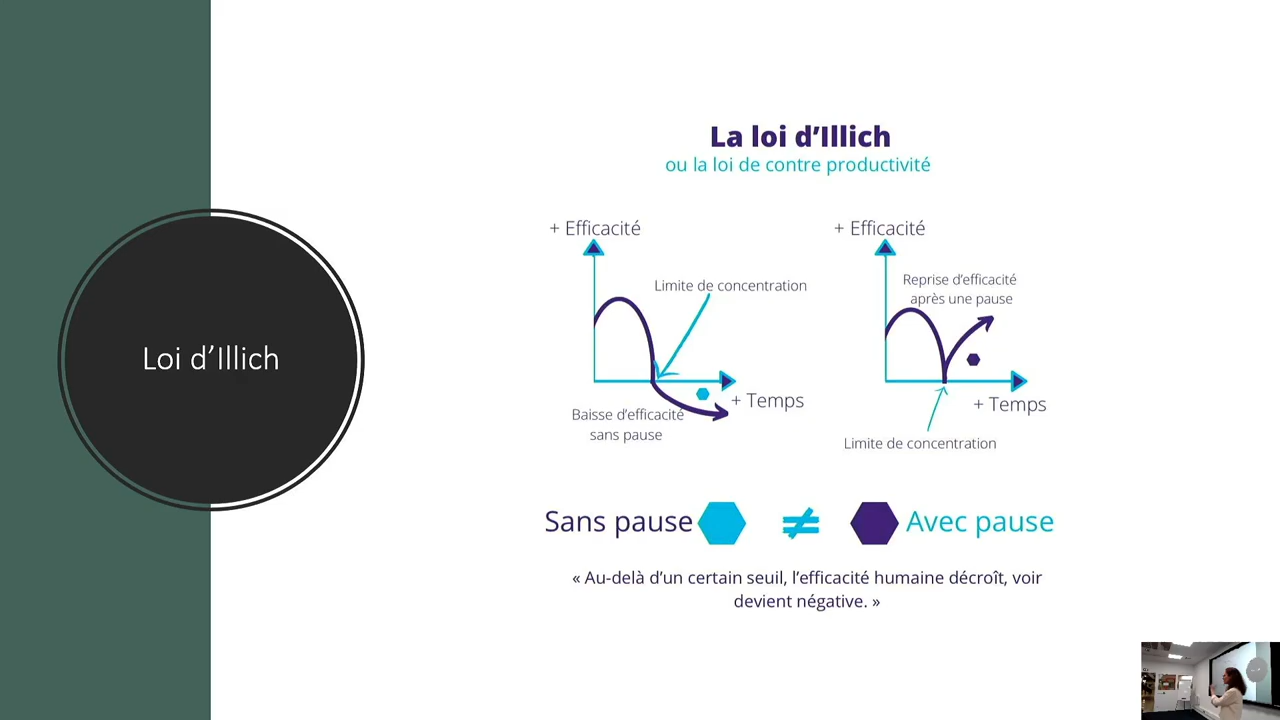 Loi d'Illich
La loi d'Illich
ou la loi de contre productivité
+ Efficacité
Limite de concentration
Baisse d'efficacité
sans pause
+ Temps
+ Efficacité
Reprise d'efficacité
après une pause
+ Temps
Limite de concentration
Sans pause
≠
Avec pause
« Au-delà d'un certain seuil, l'efficacité humaine décroît, voir
devient négative. »